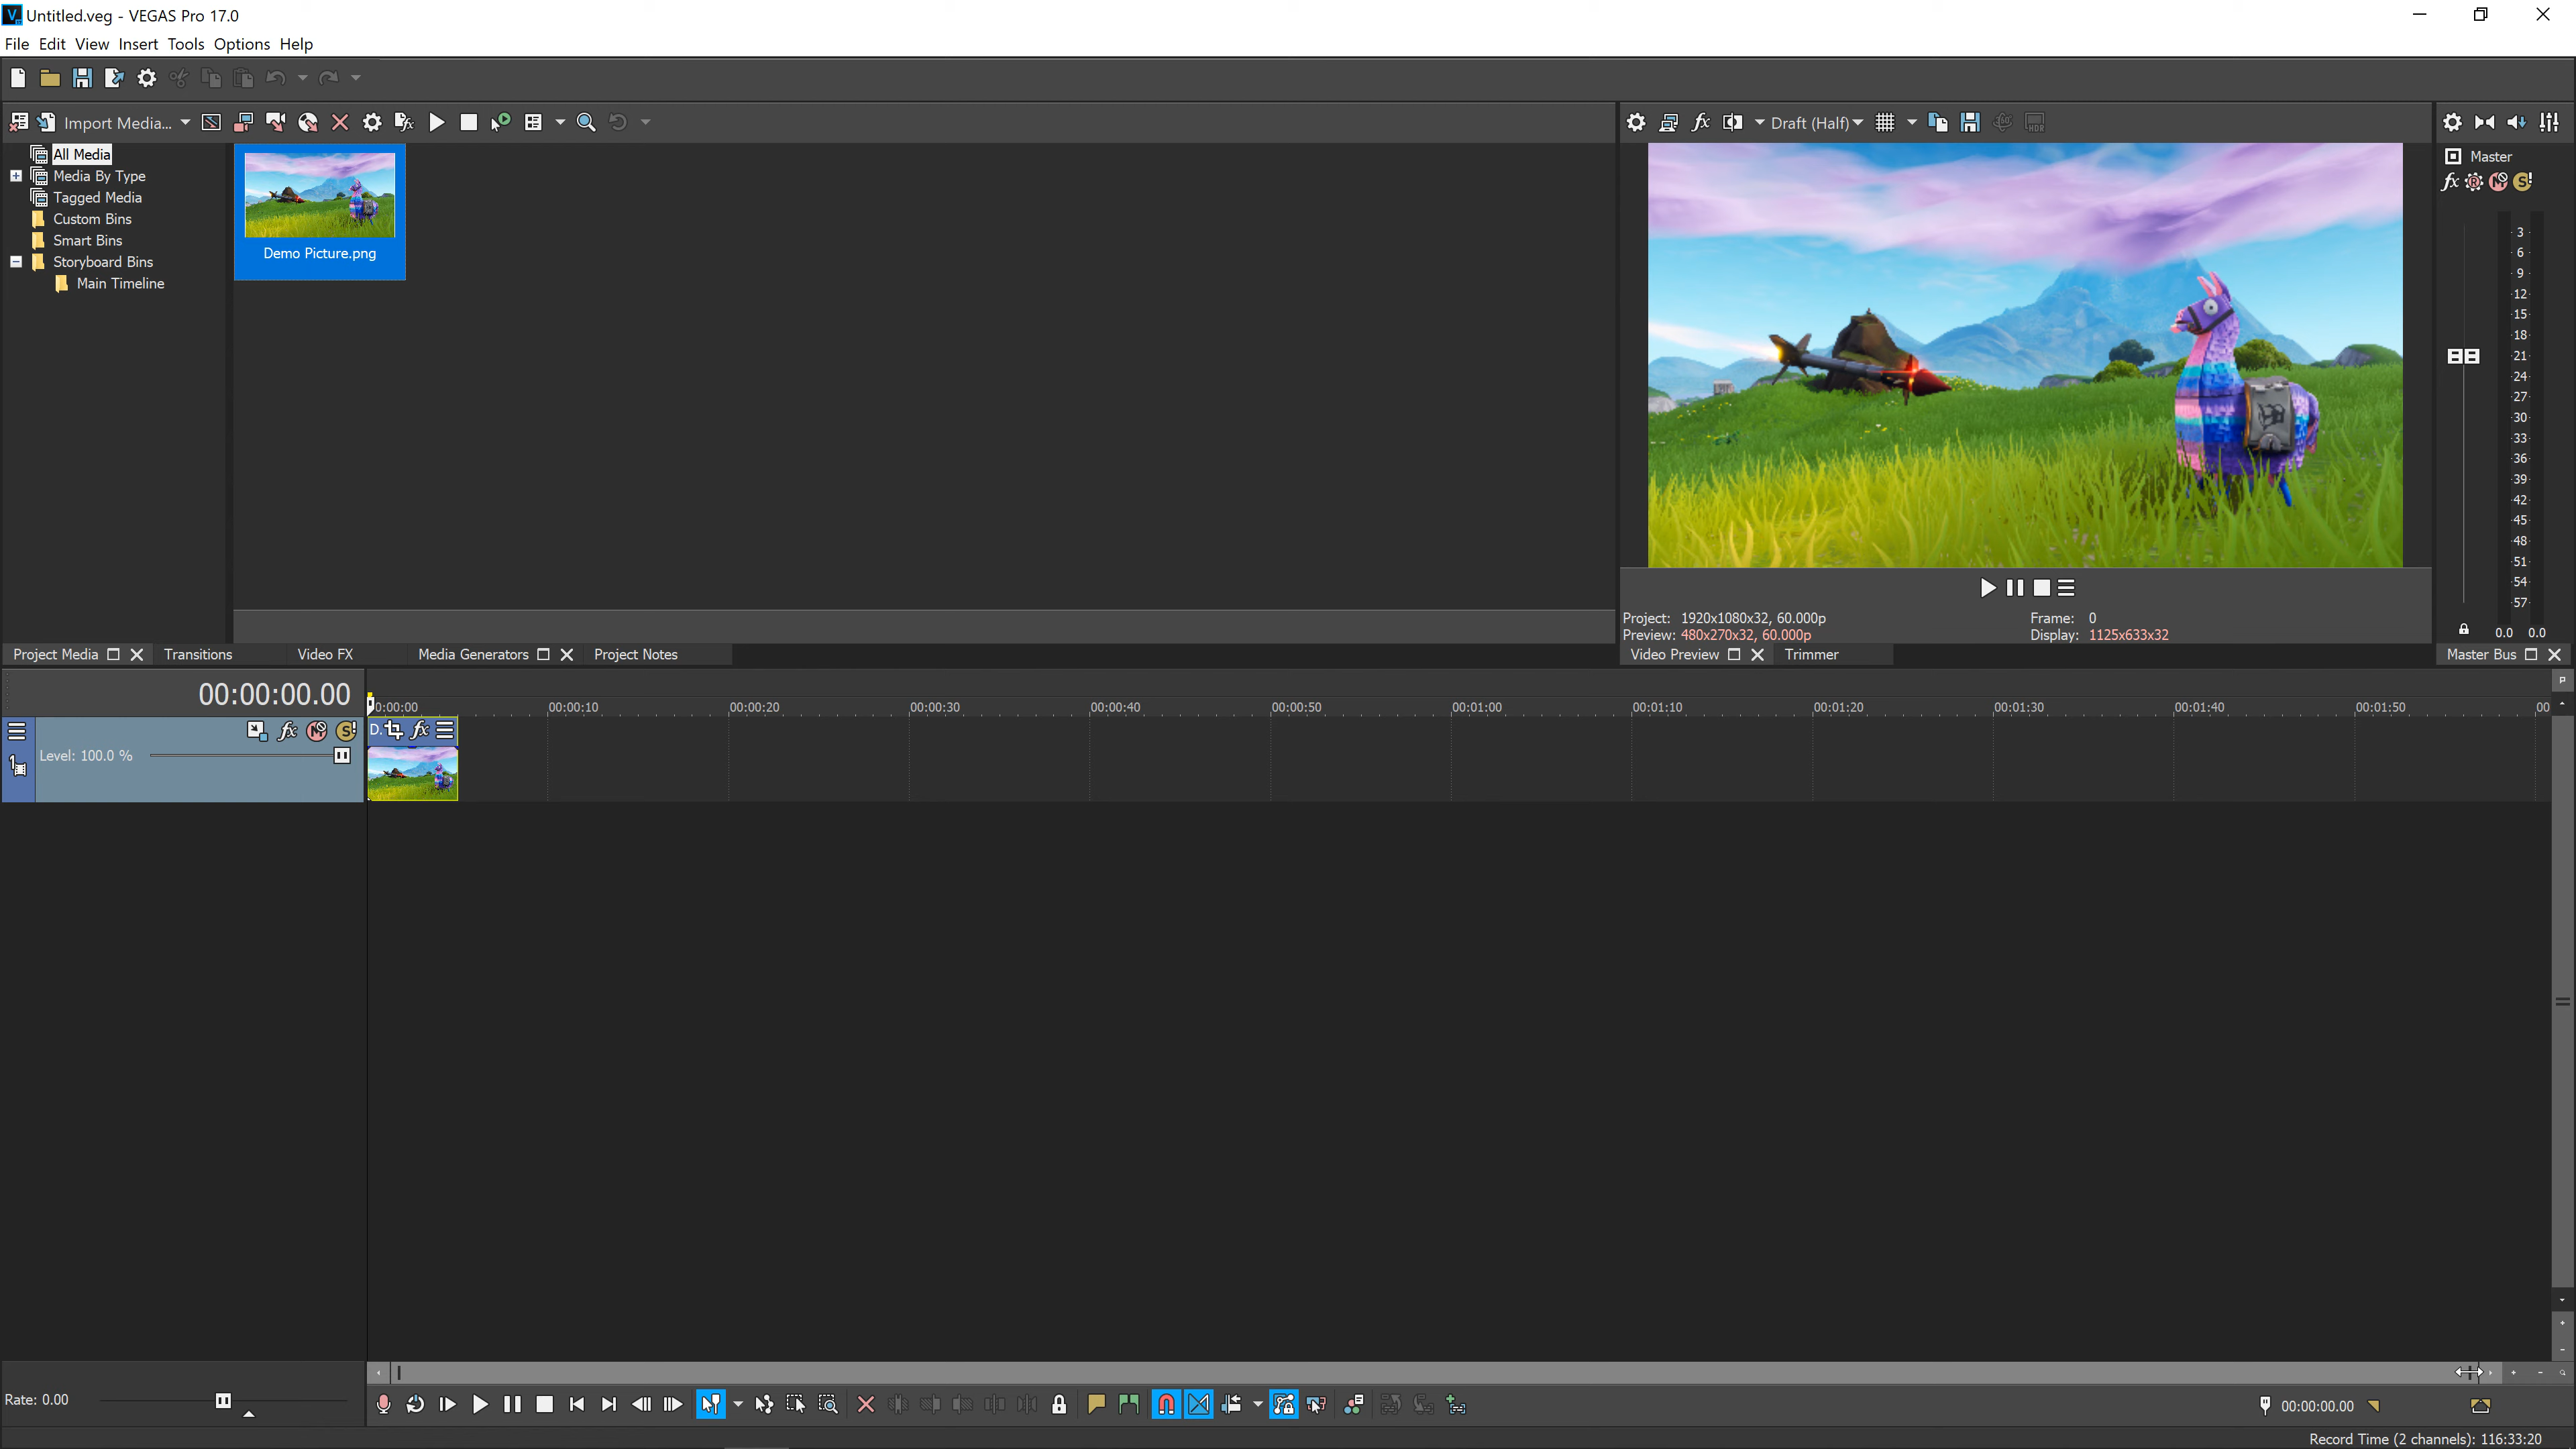 Untitled.veg - VEGAS Pro 17.0
File Edit View Insert Tools Options Help
Import Media...
Draft (Half)
All Media
Media By Type
Tagged Media
Custom Bins
Smart Bins
Storyboard Bins
Main Timeline
Demo Picture.png
Master
3
6
9
12
15
18
21
24
27
30
33
36
39
42
45
48
51
54
57
0.0 0.0
Project: 1920x1080x32, 60.000p
Frame: 0
Preview: 480x270x32, 60.000p
Display: 1125x633x32
Project Media Transitions Video FX Media Generators Project Notes
Video Preview Trimmer
Master Bus
00:00:00.00
0:00:00 00:00:10 00:00:20 00:00:30 00:00:40 00:00:50 00:01:00 00:01:10 00:01:20 00:01:30 00:01:40 00:01:50 00
D.
Level: 100.0 %
1
Rate: 0.00
00:00:00.00
Record Time (2 channels): 116:33:20